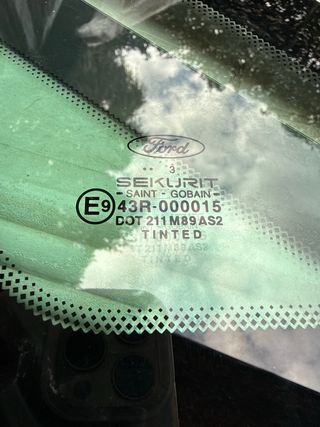 Ford
3
SEKURIT
SAINT - GOBAIN
E9 43R-000015
DOT 211 M89 AS2
TINTED